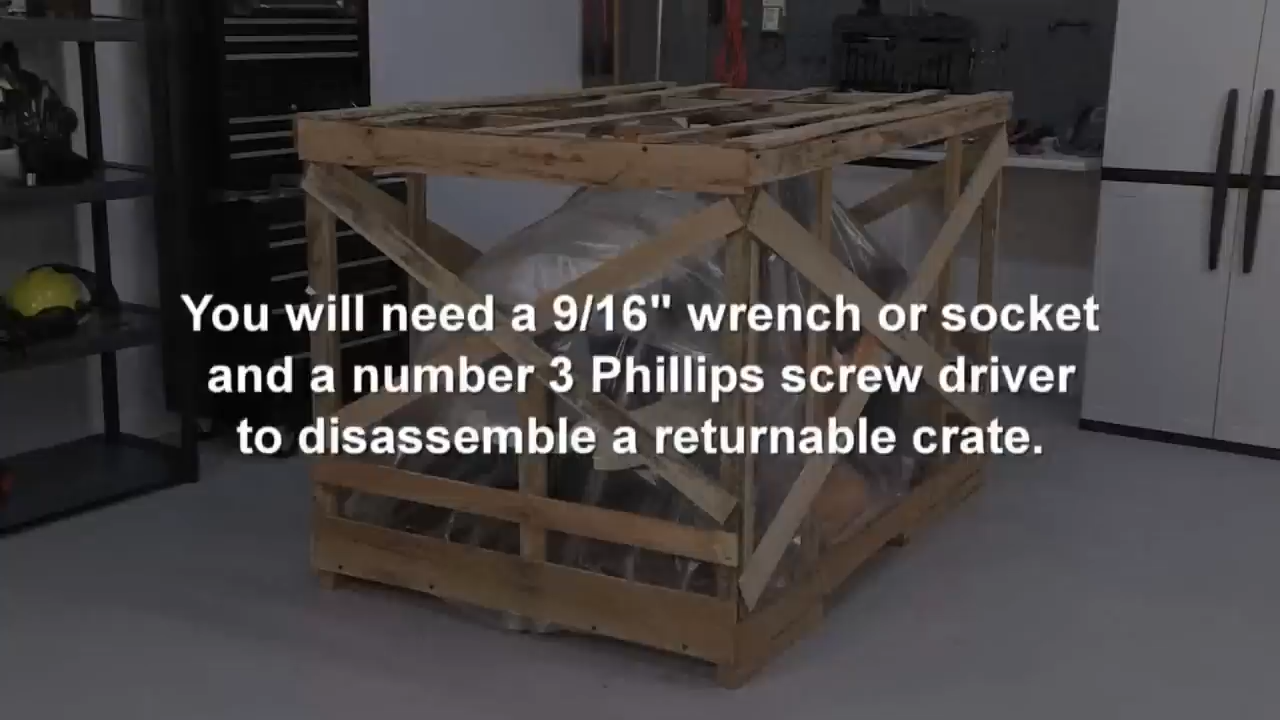 You will need a 9/16" wrench or socket
and a number 3 Phillips screw driver
to disassemble a returnable crate.